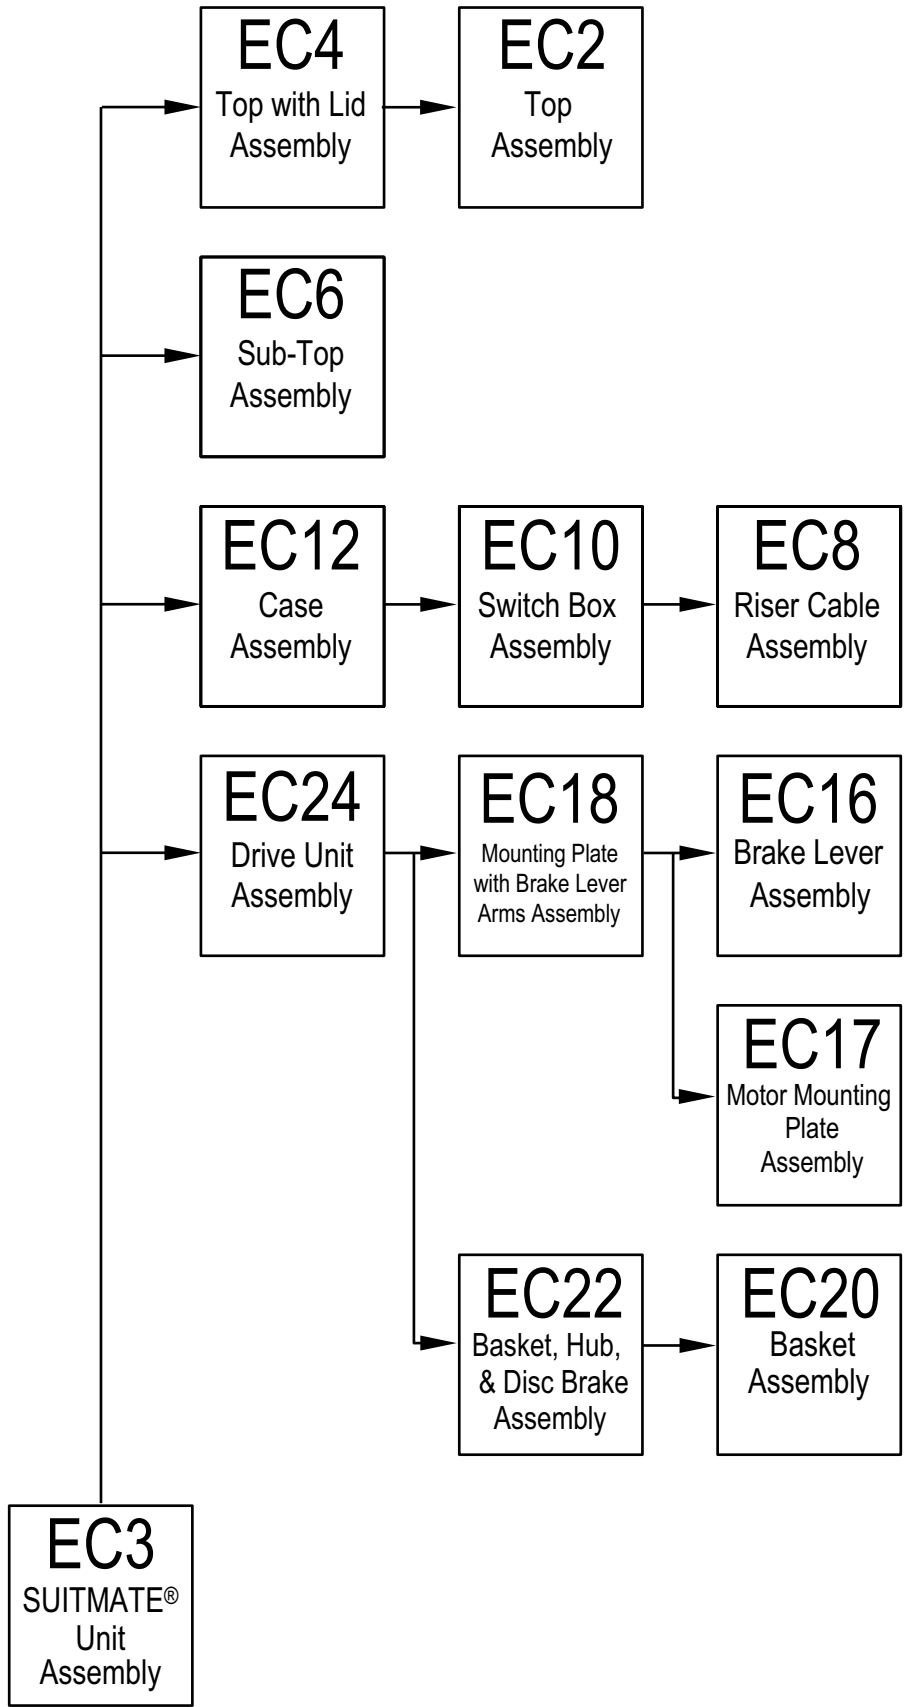 EC4
Top with Lid
Assembly
EC2
Top
Assembly
EC6
Sub-Top
Assembly
EC12
Case
Assembly
EC10
Switch Box
Assembly
EC8
Riser Cable
Assembly
EC24
Drive Unit
Assembly
EC18
Mounting Plate
with Brake Lever
Arms Assembly
EC16
Brake Lever
Assembly
EC17
Motor Mounting
Plate
Assembly
EC22
Basket, Hub,
& Disc Brake
Assembly
EC20
Basket
Assembly
EC3
SUITMATE®
Unit
Assembly